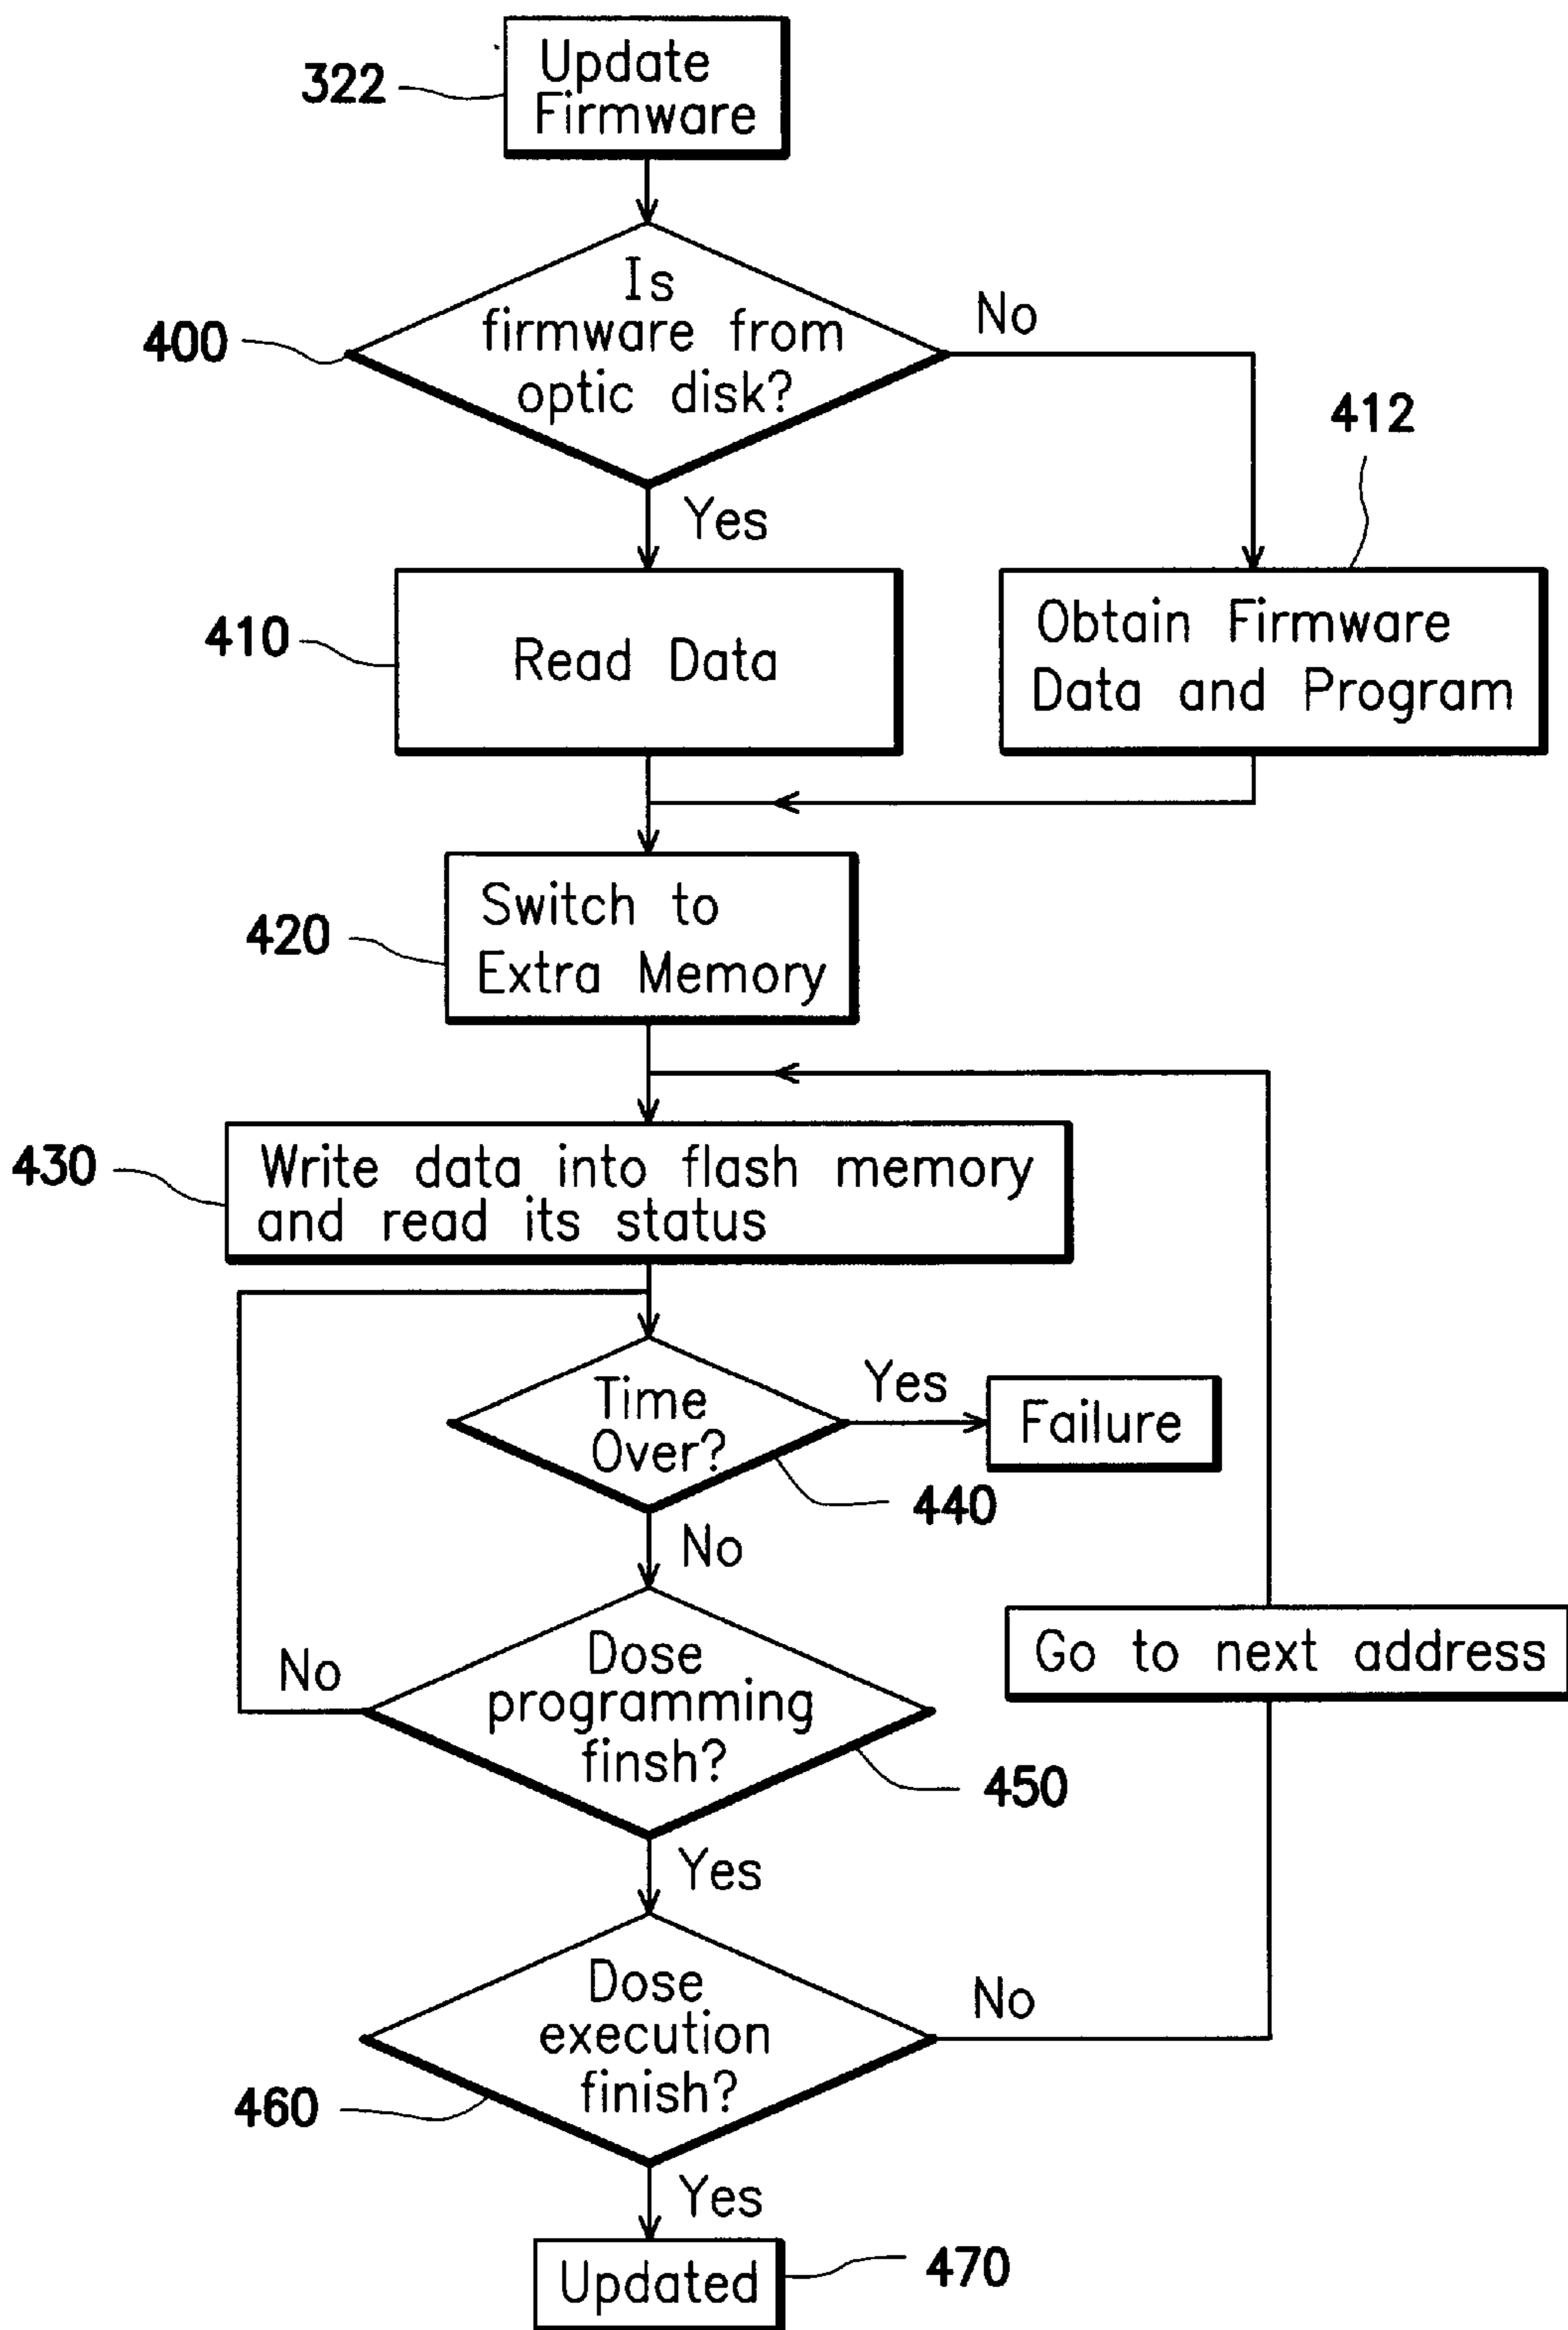 Update
Firmware
322
Is
firmware from
optic disk?
400
No
412
Yes
Read Data
410
Obtain Firmware
Data and Program
Switch to
Extra Memory
420
Write data into flash memory
and read its status
430
Time
Over?
Yes
Failure
440
No
Dose
programming
finsh?
No
Go to next address
450
Yes
Dose
execution
finish?
No
460
Yes
Updated
470